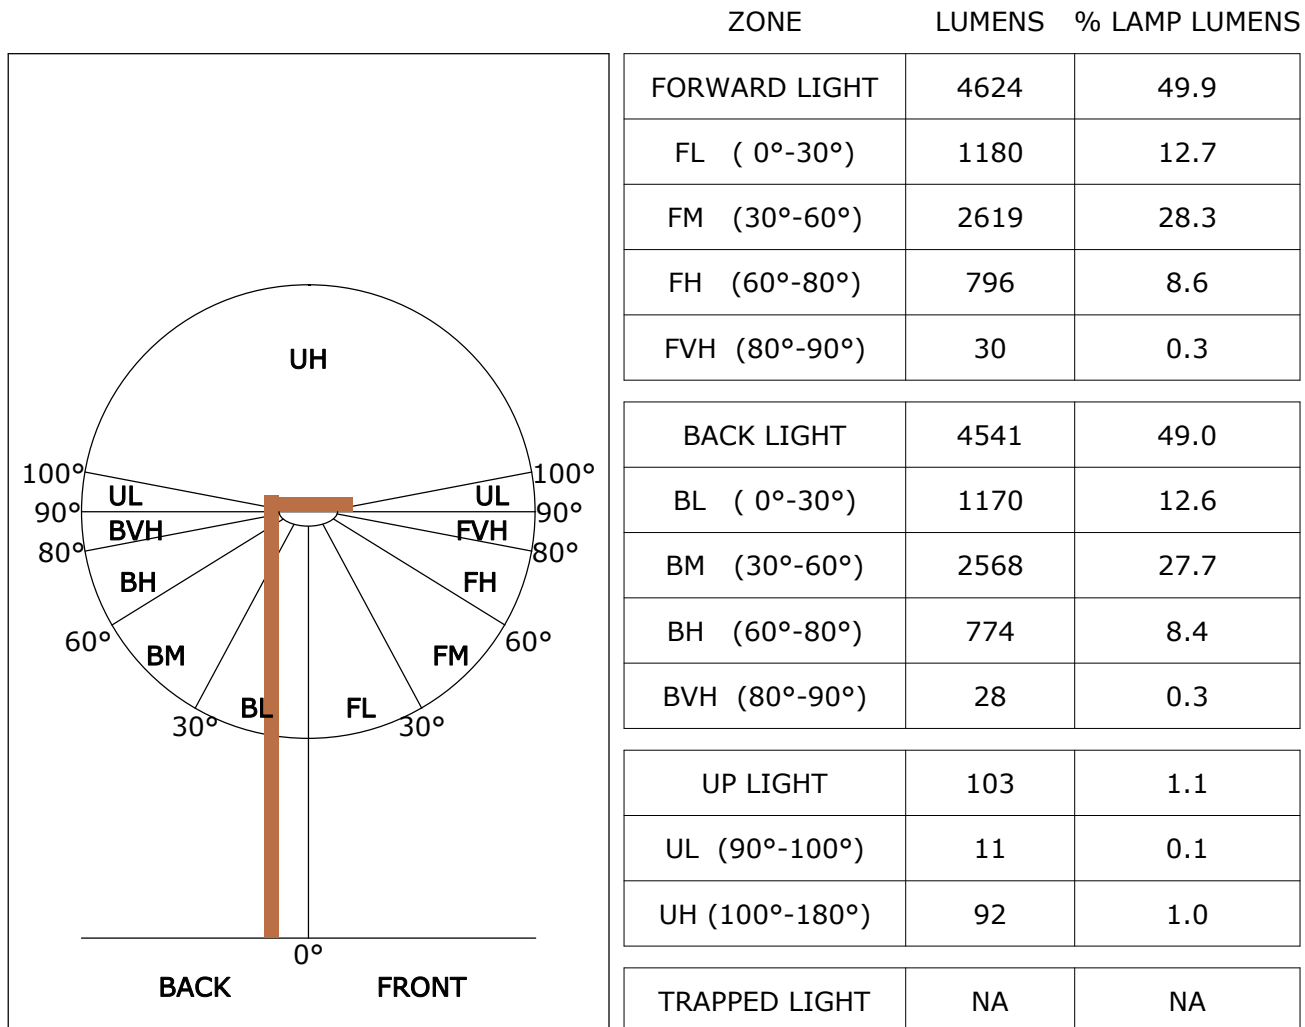 ZONE LUMENS % LAMP LUMENS
FORWARD LIGHT 4624 49.9
FL ( 0°-30°) 1180 12.7
FM (30°-60°) 2619 28.3
FH (60°-80°) 796 8.6
FVH (80°-90°) 30 0.3
BACK LIGHT 4541 49.0
BL ( 0°-30°) 1170 12.6
BM (30°-60°) 2568 27.7
BH (60°-80°) 774 8.4
BVH (80°-90°) 28 0.3
UP LIGHT 103 1.1
UL (90°-100°) 11 0.1
UH (100°-180°) 92 1.0
TRAPPED LIGHT NA NA
UH
100° 100°
UL UL
90° 90°
BVH FVH
80° 80°
BH FH
60° 60°
BM FM
BL FL
30° 30°
0°
BACK FRONT